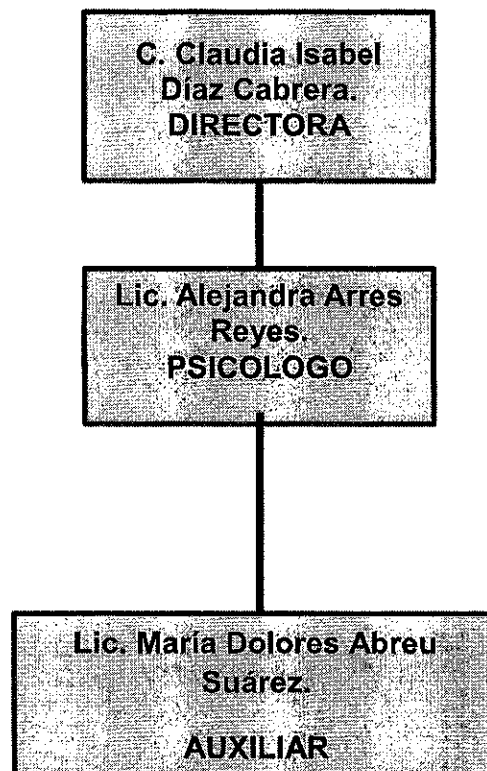 C. Claudia Isabel
Díaz Cabrera.
DIRECTORA
Lic. Alejandra Arres
Reyes.
PSICOLOGO
Lic. María Dolores Abreu
Suárez.
AUXILIAR